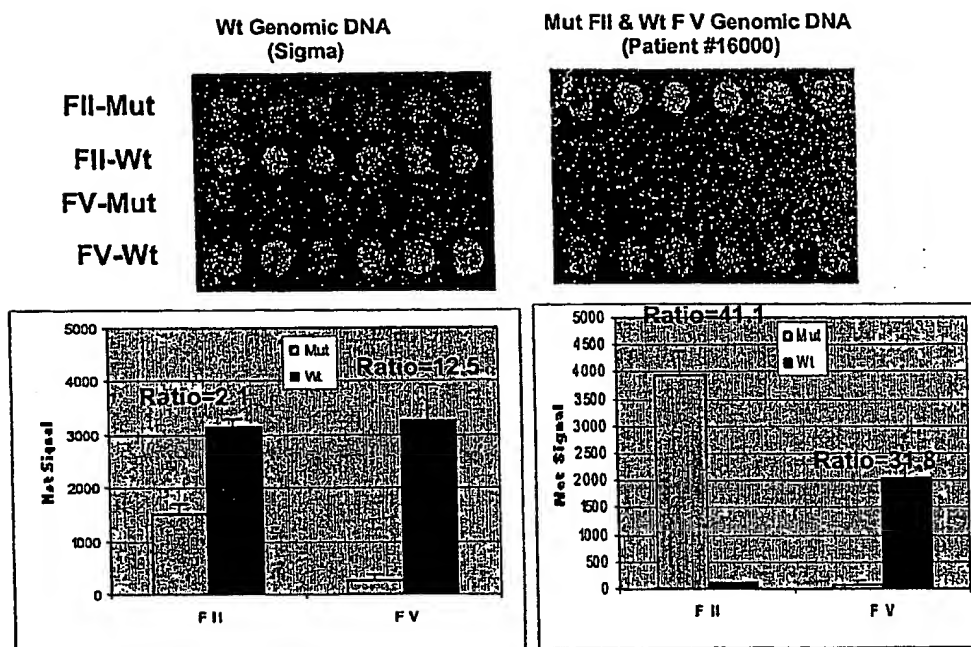 Wt Genomic DNA
(Sigma)
Mut FII & Wt F V Genomic DNA
(Patient #16000)
FII-Mut
FII-Wt
FV-Mut
FV-Wt
5000
4000
3000
2000
1000
0
Net Signal
Mut
Wt
Ratio=2.1
Ratio=12.5
F II
F V
5000
4500
4000
3500
3000
2500
2000
1500
1000
500
0
Net Signal
Ratio=41.1
Mut
Wt
Ratio=31.8
F II
F V